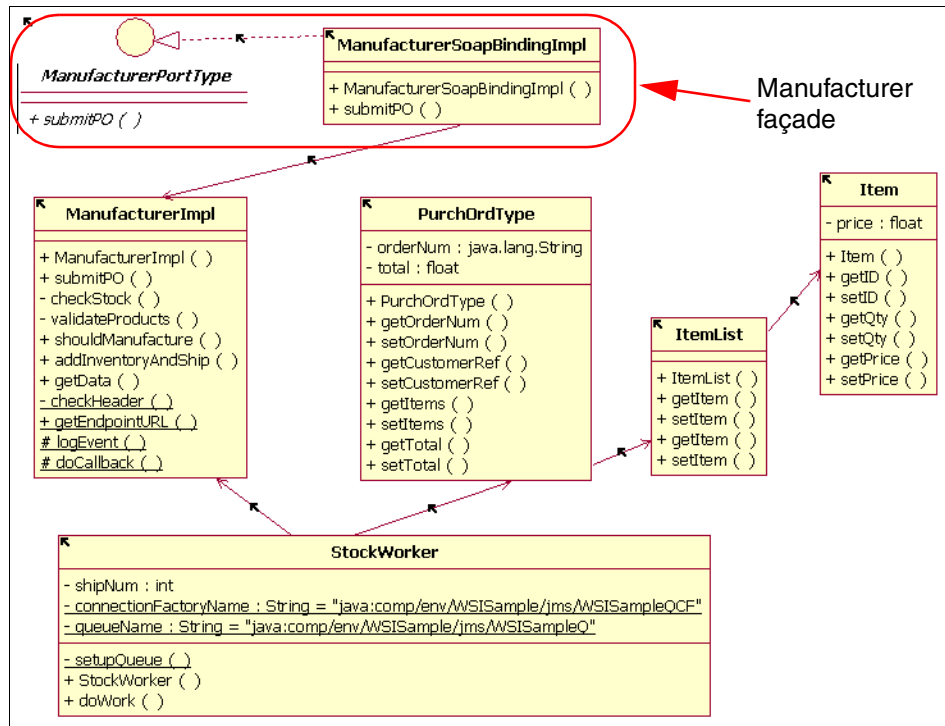 ManufacturerPortType
+ submitPO ( )
ManufacturerSoapBindingImpl
+ ManufacturerSoapBindingImpl ( )
+ submitPO ( )
Manufacturer
façade
ManufacturerImpl
+ ManufacturerImpl ( )
+ submitPO ( )
- checkStock ( )
- validateProducts ( )
+ shouldManufacture ( )
+ addInventoryAndShip ( )
+ getData ( )
- checkHeader ( )
+ getEndpointURL ( )
# logEvent ( )
# doCallback ( )
PurchOrdType
- orderNum : java.lang.String
- total : float
+ PurchOrdType ( )
+ getOrderNum ( )
+ setOrderNum ( )
+ getCustomerRef ( )
+ setCustomerRef ( )
+ getItems ( )
+ setItems ( )
+ getTotal ( )
+ setTotal ( )
ItemList
+ ItemList ( )
+ getItem ( )
+ setItem ( )
+ getItem ( )
+ setItem ( )
Item
- price : float
+ Item ( )
+ getID ( )
+ setID ( )
+ getQty ( )
+ setQty ( )
+ getPrice ( )
+ setPrice ( )
StockWorker
- shipNum : int
- connectionFactoryName : String = "java:comp/env/WSISample/jms/WSISampleQCF"
- queueName : String = "java:comp/env/WSISample/jms/WSISampleQ"
- setupQueue ( )
+ StockWorker ( )
+ doWork ( )